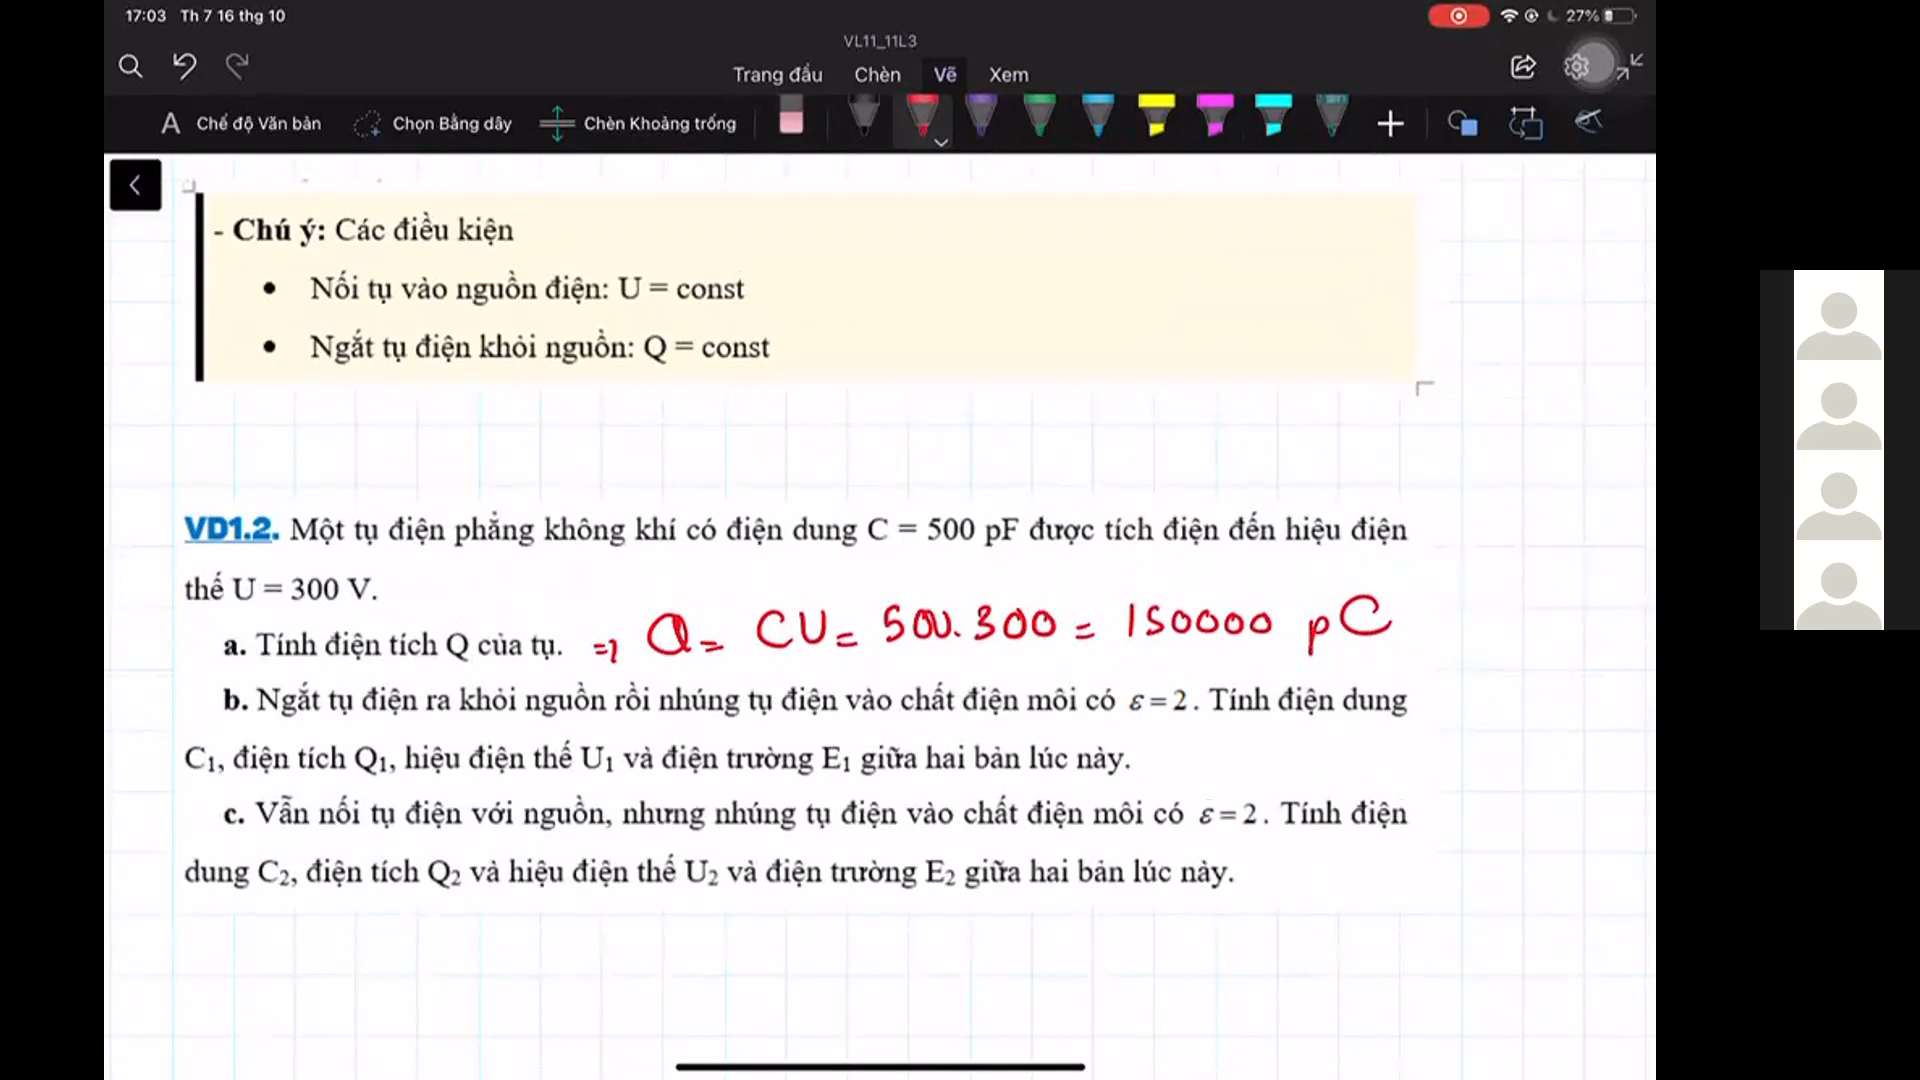 17:03 Th 7 16 thg 10
27%
VL11_11L3
Trang đầu Chèn Vẽ Xem
Chế độ Văn bản Chọn Bằng dây Chèn Khoảng trống
- Chú ý: Các điều kiện
• Nối tụ vào nguồn điện: U = const
• Ngắt tụ điện khỏi nguồn: Q = const
VD1.2. Một tụ điện phẳng không khí có điện dung C = 500 pF được tích điện đến hiệu điện
thế U = 300 V.
a. Tính điện tích Q của tụ. => Q = CU = 500.300 = 150000 pC
b. Ngắt tụ điện ra khỏi nguồn rồi nhúng tụ điện vào chất điện môi có ε = 2. Tính điện dung
C₁, điện tích Q₁, hiệu điện thế U₁ và điện trường E₁ giữa hai bản lúc này.
c. Vẫn nối tụ điện với nguồn, nhưng nhúng tụ điện vào chất điện môi có ε = 2. Tính điện
dung C₂, điện tích Q₂ và hiệu điện thế U₂ và điện trường E₂ giữa hai bản lúc này.